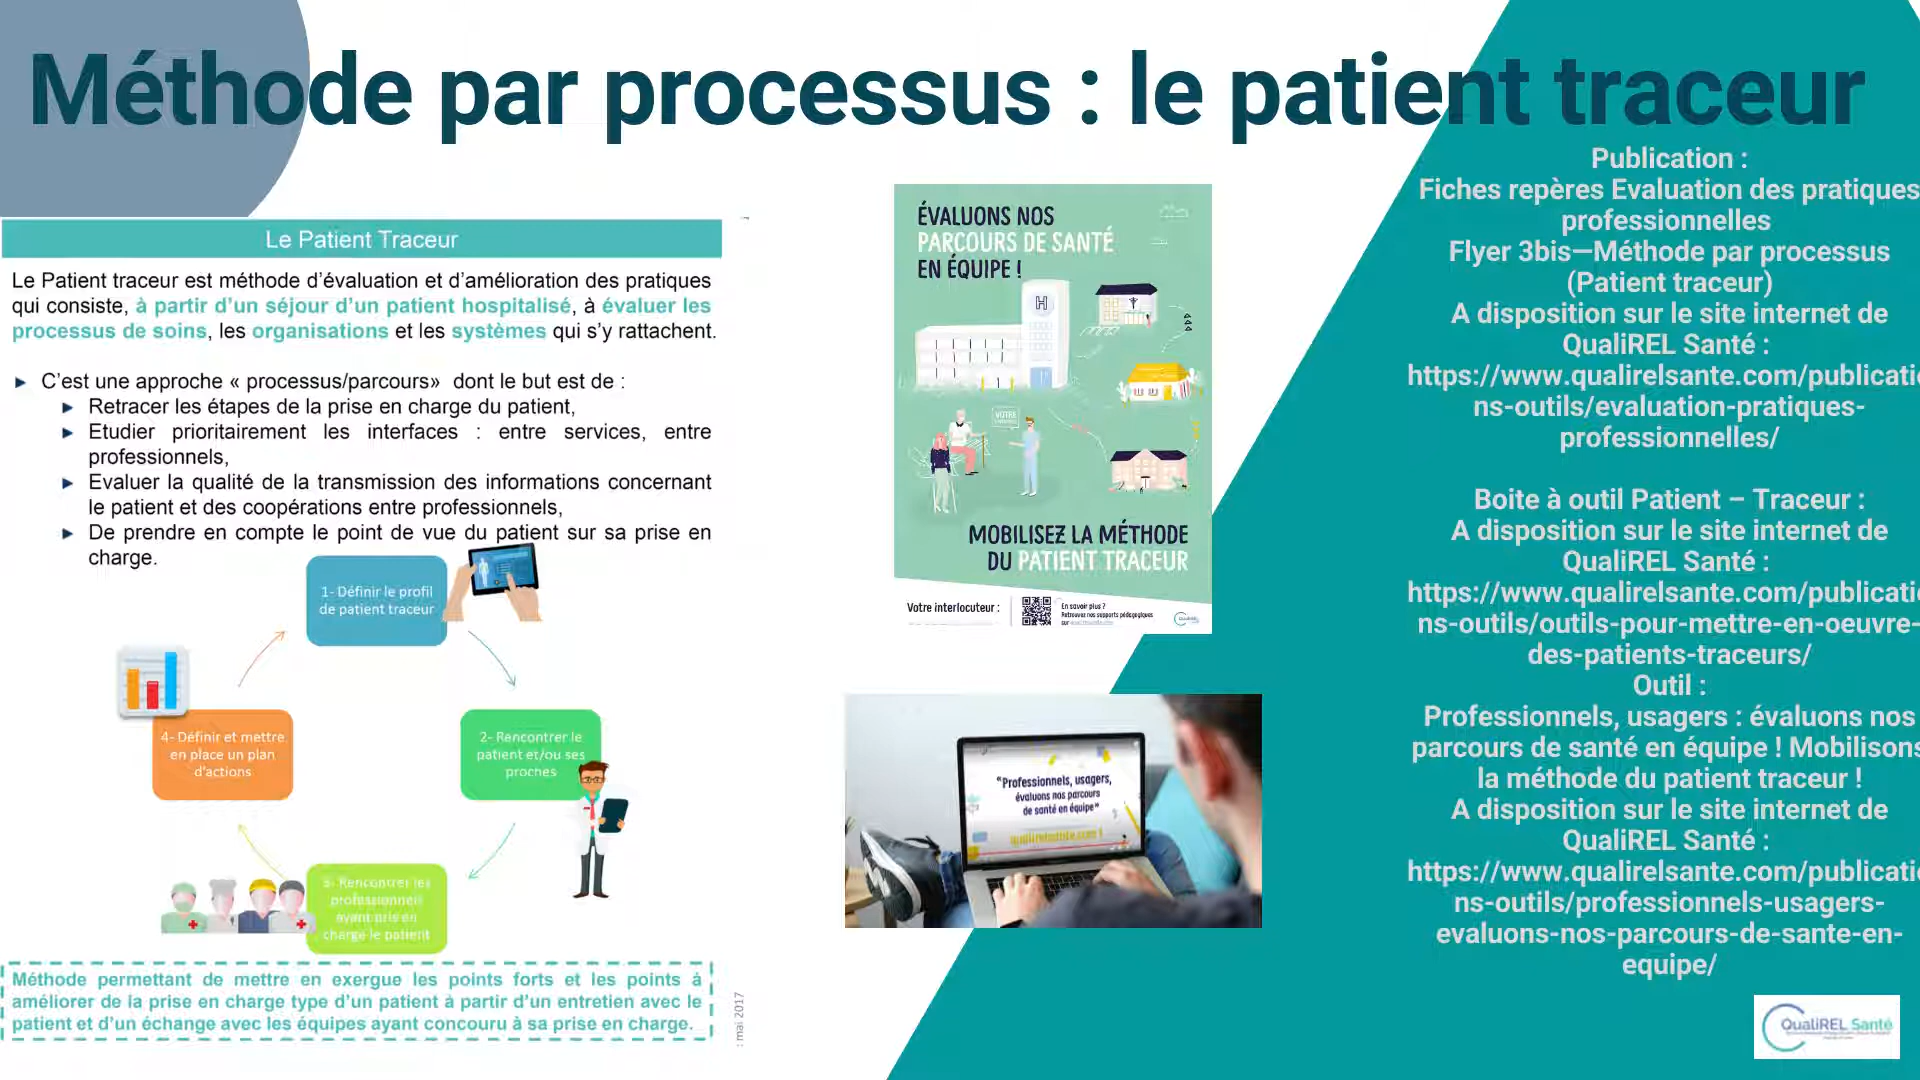 Méthode par processus : le patient traceur
Le Patient Traceur
Le Patient traceur est méthode d'évaluation et d'amélioration des pratiques
qui consiste, à partir d'un séjour d'un patient hospitalisé, à évaluer les
processus de soins, les organisations et les systèmes qui s'y rattachent.
C'est une approche « processus/parcours» dont le but est de :
Retracer les étapes de la prise en charge du patient,
Etudier prioritairement les interfaces : entre services, entre
professionnels,
Evaluer la qualité de la transmission des informations concernant
le patient et des coopérations entre professionnels,
De prendre en compte le point de vue du patient sur sa prise en
charge.
1- Définir le profil
de patient traceur
2- Rencontrer le
patient et/ou ses
proches
3- Rencontrer les
professionnels
ayant pris en
charge le patient
4- Définir et mettre
en place un plan
d'actions
Méthode permettant de mettre en exergue les points forts et les points à
améliorer de la prise en charge type d'un patient à partir d'un entretien avec le
patient et d'un échange avec les équipes ayant concouru à sa prise en charge.
: mai 2017
ÉVALUONS NOS
PARCOURS DE SANTÉ
EN ÉQUIPE !
H
VOTRE
MOBILISEZ LA MÉTHODE
DU PATIENT TRACEUR
Votre interlocuteur :
En savoir plus ?
Retrouvez nos supports pédagogiques
sur
"Professionnels, usagers,
évaluons nos parcours
de santé en équipe"
qualirelsante.com !
Publication :
Fiches repères Evaluation des pratiques
professionnelles
Flyer 3bis—Méthode par processus
(Patient traceur)
A disposition sur le site internet de
QualiREL Santé :
https://www.qualirelsante.com/publicatio
ns-outils/evaluation-pratiques-
professionnelles/
Boite à outil Patient – Traceur :
A disposition sur le site internet de
QualiREL Santé :
https://www.qualirelsante.com/publicatio
ns-outils/outils-pour-mettre-en-oeuvre-
des-patients-traceurs/
Outil :
Professionnels, usagers : évaluons nos
parcours de santé en équipe ! Mobilisons
la méthode du patient traceur !
A disposition sur le site internet de
QualiREL Santé :
https://www.qualirelsante.com/publicatio
ns-outils/professionnels-usagers-
evaluons-nos-parcours-de-sante-en-
equipe/
QualiREL Santé